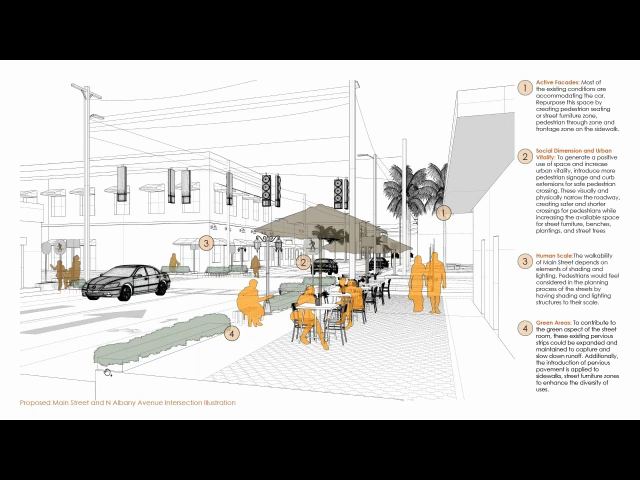 1
Active Facades: Most of
the existing conditions are
accommodating the car.
Repurpose this space by
creating pedestrian seating
or street furniture zone,
pedestrian through zone and
frontage zone on the sidewalk.
2
Social Dimension and Urban
Vitality: To generate a positive
use of space and increase
urban vitality, introduce more
pedestrian signage and curb
extensions for safe pedestrian
crossing. These visually and
physically narrow the roadway,
creating safer and shorter
crossings for pedestrians while
increasing the available space
for street furniture, benches,
plantings, and street trees
3
Human Scale:The walkability
of Main Street depends on
elements of shading and
lighting. Pedestrians would feel
considered in the planning
process of the streets by
having shading and lighting
structures to their scale.
4
Green Areas: To contribute to
the green aspect of the street
room, these existing pervious
strips could be expanded and
maintained to capture and
slow down runoff. Additionally,
the introduction of pervious
pavement is applied to
sidewalks, street furniture zones
to enhance the diversity of
uses.
1
3
2
4
Proposed Main Street and N Albany Avenue Intersection Illustration